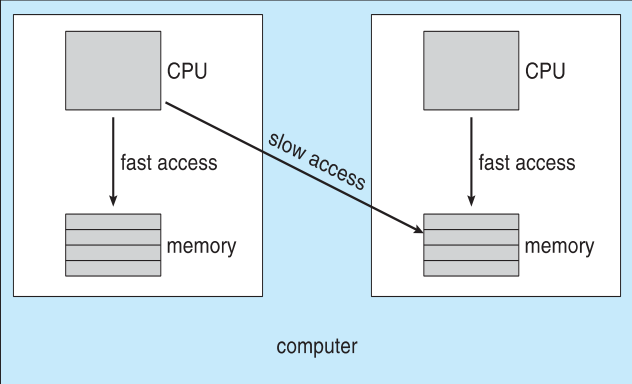 CPU
CPU
slow access
fast access
fast access
memory
memory
computer